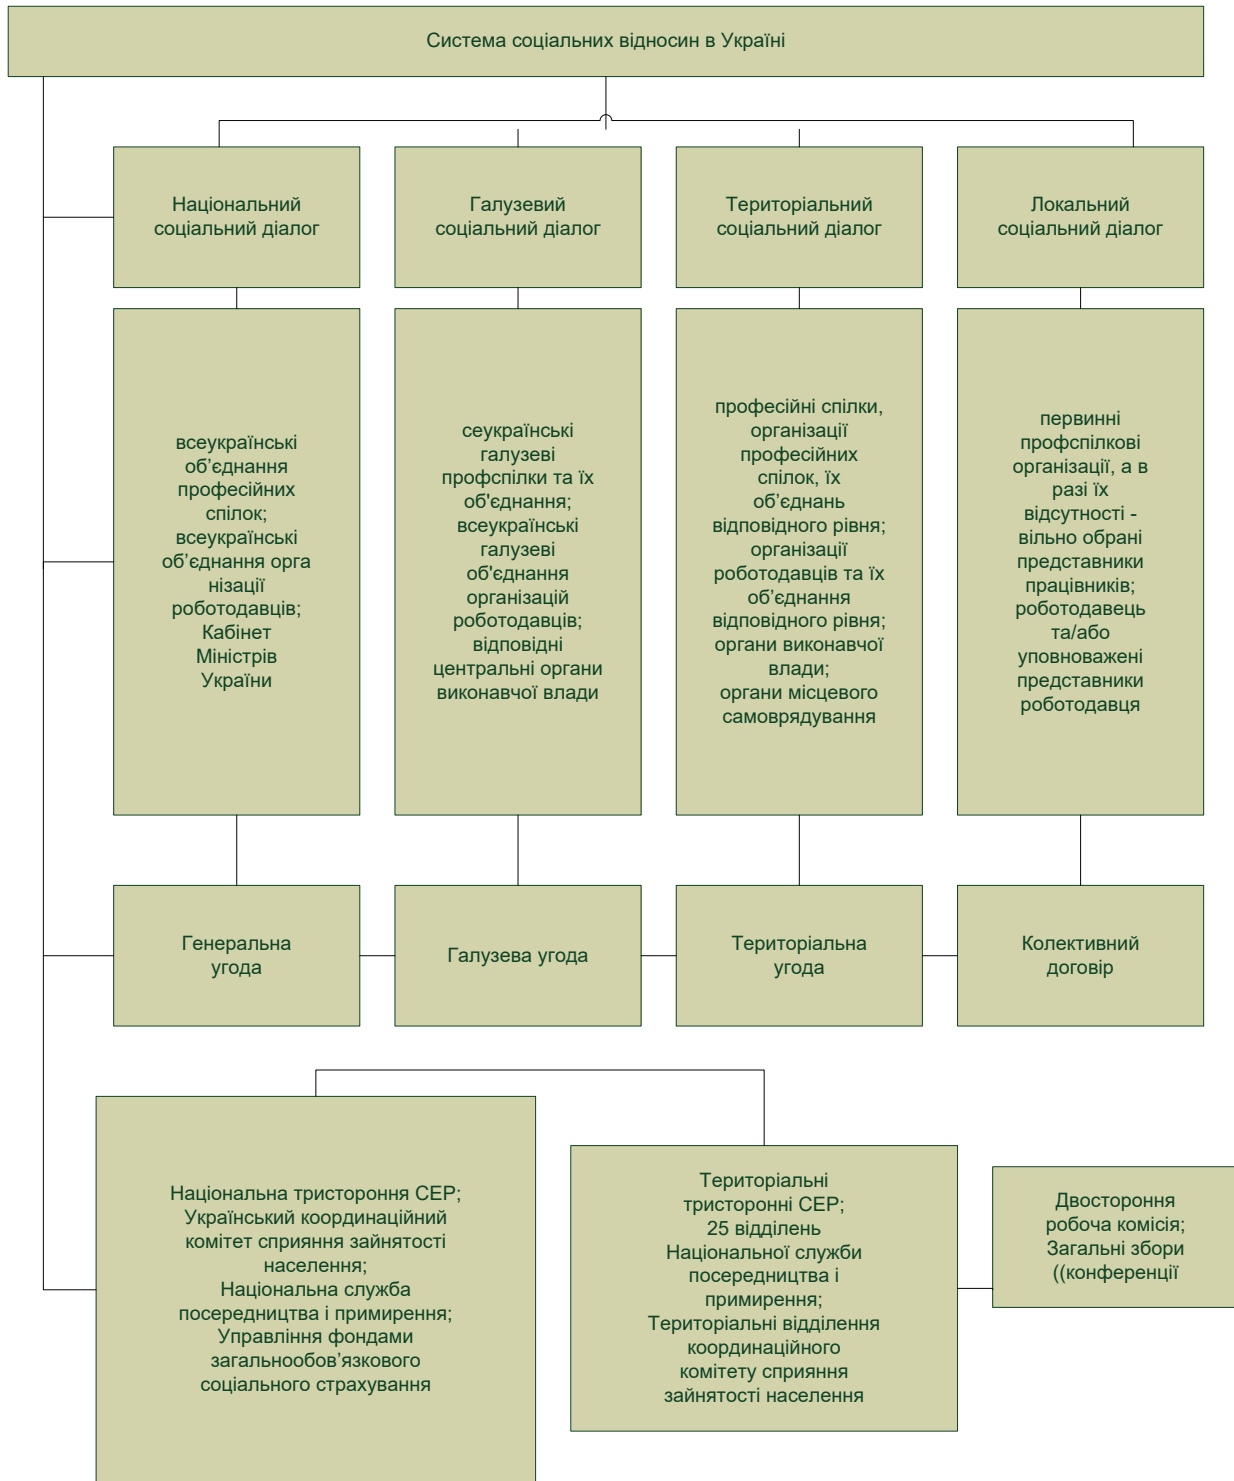 Система соціальних відносин в Україні
Національний
соціальний діалог
Галузевий
соціальний діалог
Територіальний
соціальний діалог
Локальний
соціальний діалог
всеукраїнські
об’єднання
професійних
спілок;
всеукраїнські
об’єднання орга
нізації
роботодавців;
Кабінет
Міністрів
України
сеукраїнські
галузеві
профспілки та їх
об'єднання;
всеукраїнські
галузеві
об'єднання
організацій
роботодавців;
відповідні
центральні органи
виконавчої влади
професійні спілки,
організації
професійних
спілок, їх
об’єднань
відповідного рівня;
організації
роботодавців та їх
об’єднання
відповідного рівня;
органи виконавчої
влади;
органи місцевого
самоврядування
первинні
профспілкові
організації, а в
разі їх
відсутності -
вільно обрані
представники
працівників;
роботодавець
та/або
уповноважені
представники
роботодавця
Генеральна
угода
Галузева угода
Територіальна
угода
Колективний
договір
Національна тристороння СЕР;
Український координаційний
комітет сприяння зайнятості
населення;
Національна служба
посередництва і примирення;
Управління фондами
загальнообов’язкового
соціального страхування
Територіальні
тристоронні СЕР;
25 відділень
Національної служби
посередництва і
примирення;
Територіальні відділення
координаційного
комітету сприяння
зайнятості населення
Двостороння
робоча комісія;
Загальні збори
((конференції